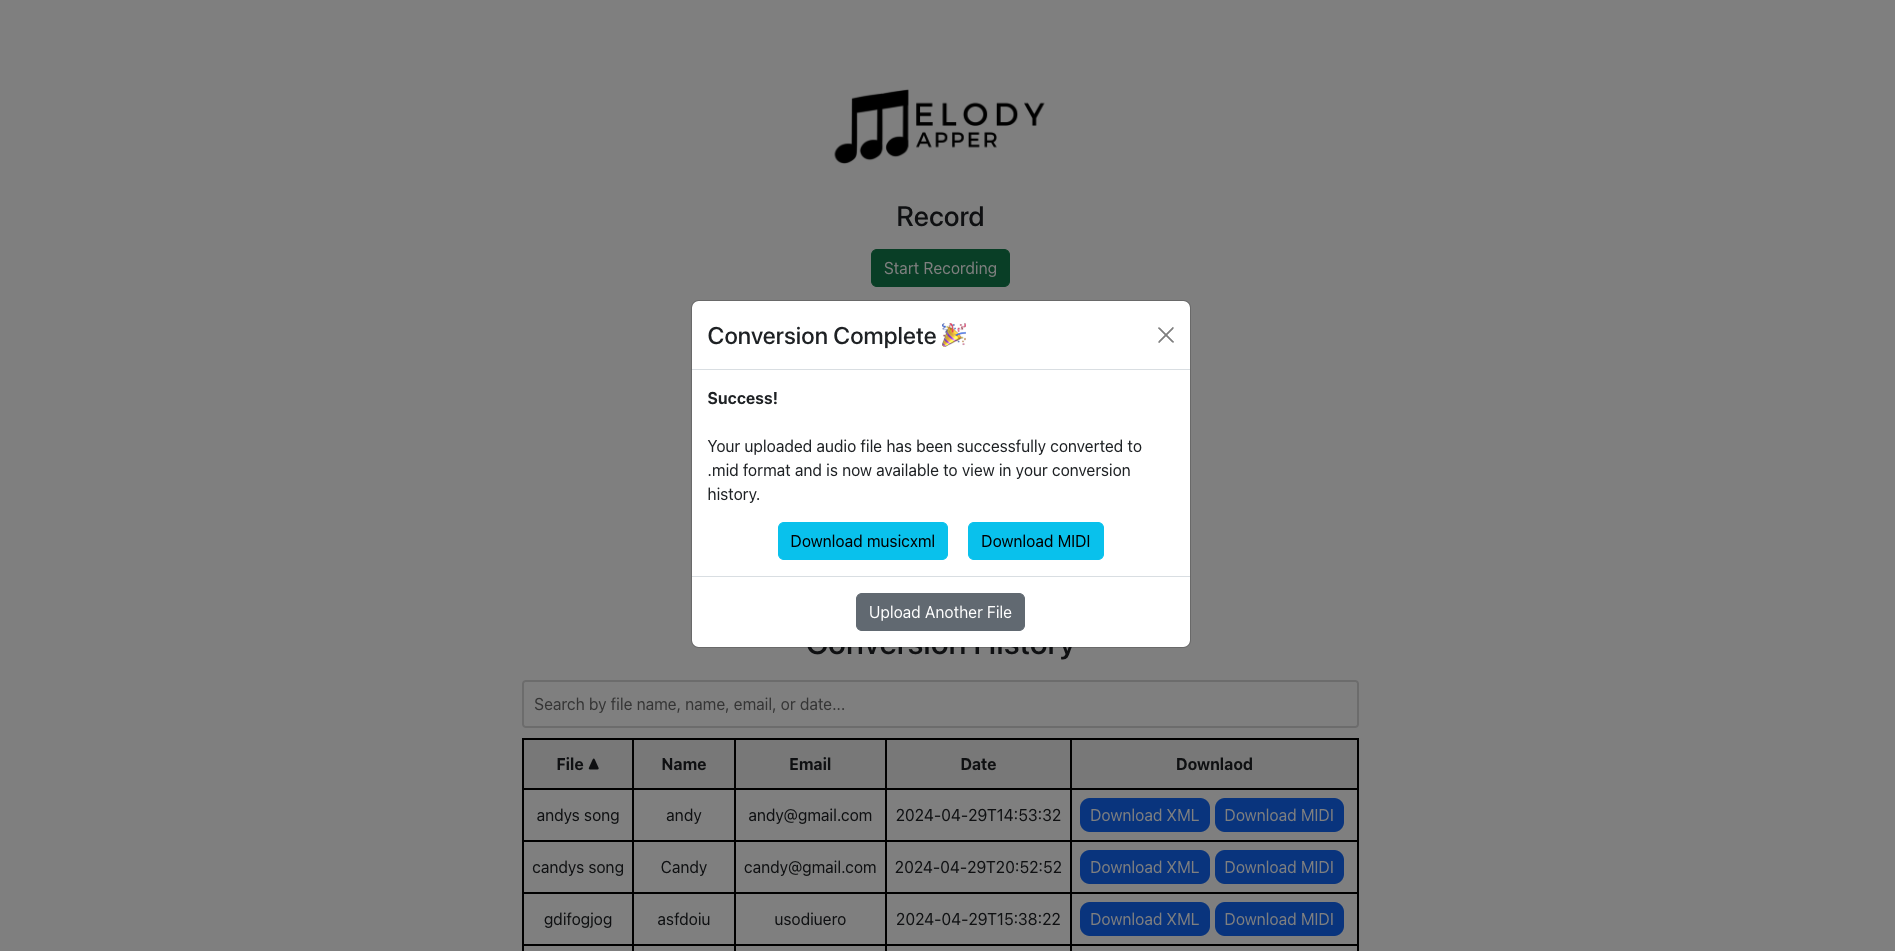 ELODY
APPER
Record
Start Recording
Conversion Complete 🎉
Success!
Your uploaded audio file has been successfully converted to
.mid format and is now available to view in your conversion
history.
Download musicxml Download MIDI
Upload Another File
Conversion History
Search by file name, name, email, or date...
File ▲ Name Email Date Downlaod
andys song andy andy@gmail.com 2024-04-29T14:53:32 Download XML Download MIDI
candys song Candy candy@gmail.com 2024-04-29T20:52:52 Download XML Download MIDI
gdifogjog asfdoiu usodiuero 2024-04-29T15:38:22 Download XML Download MIDI